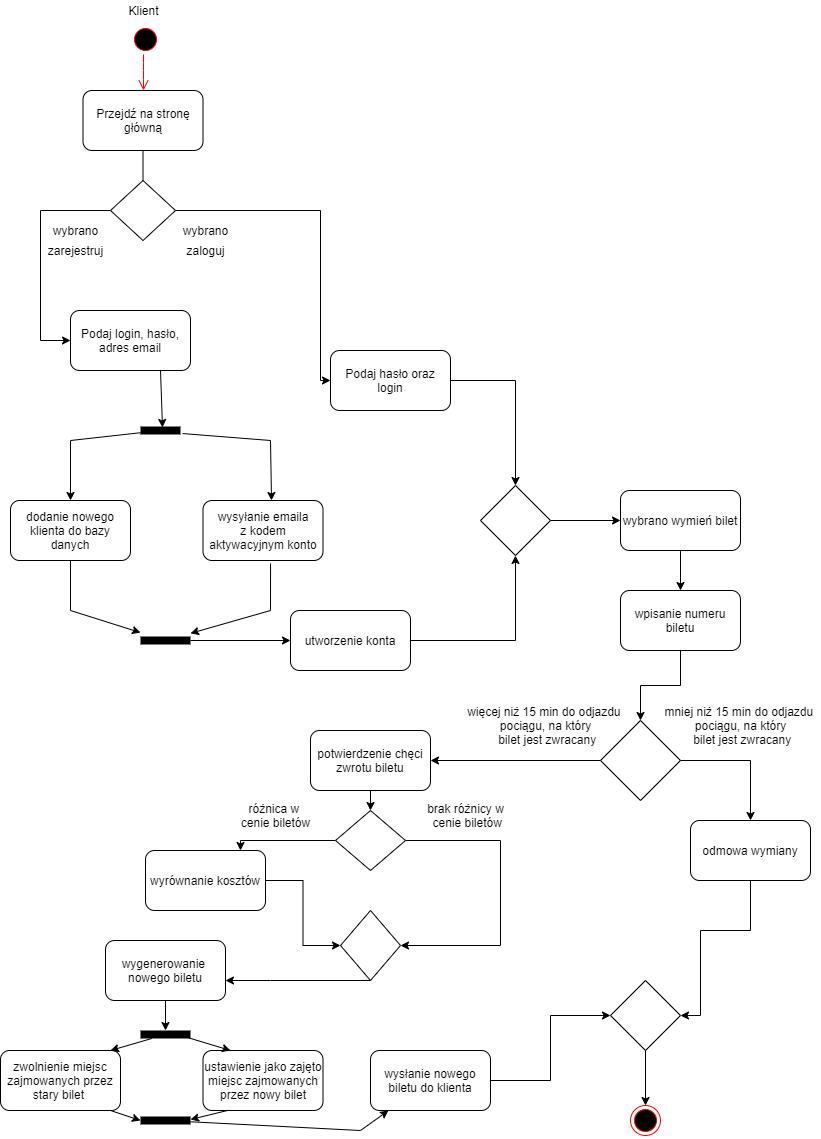 Klient
Przejdź na stronę
główną
wybrano
zarejestruj
wybrano
zaloguj
Podaj login, hasło,
adres email
Podaj hasło oraz
login
dodanie nowego
klienta do bazy
danych
wysyłanie emaila
z kodem
aktywacyjnym konto
wybrano wymień bilet
utworzenie konta
wpisanie numeru
biletu
więcej niż 15 min do odjazdu
pociągu, na który
bilet jest zwracany
mniej niż 15 min do odjazdu
pociągu, na który
bilet jest zwracany
potwierdzenie chęci
zwrotu biletu
różnica w
cenie biletów
brak różnicy w
cenie biletów
odmowa wymiany
wyrównanie kosztów
wygenerowanie
nowego biletu
zwolnienie miejsc
zajmowanych przez
stary bilet
ustawienie jako zajęto
miejsc zajmowanych
przez nowy bilet
wysłanie nowego
biletu do klienta